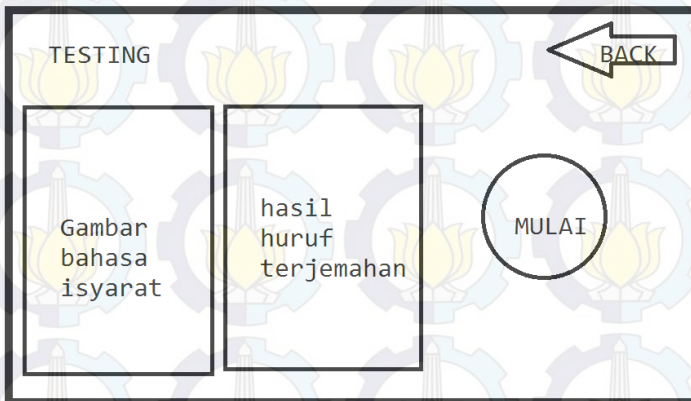 TESTING
BACK
Gambar
bahasa
isyarat
hasil
huruf
terjemahan
MULAI